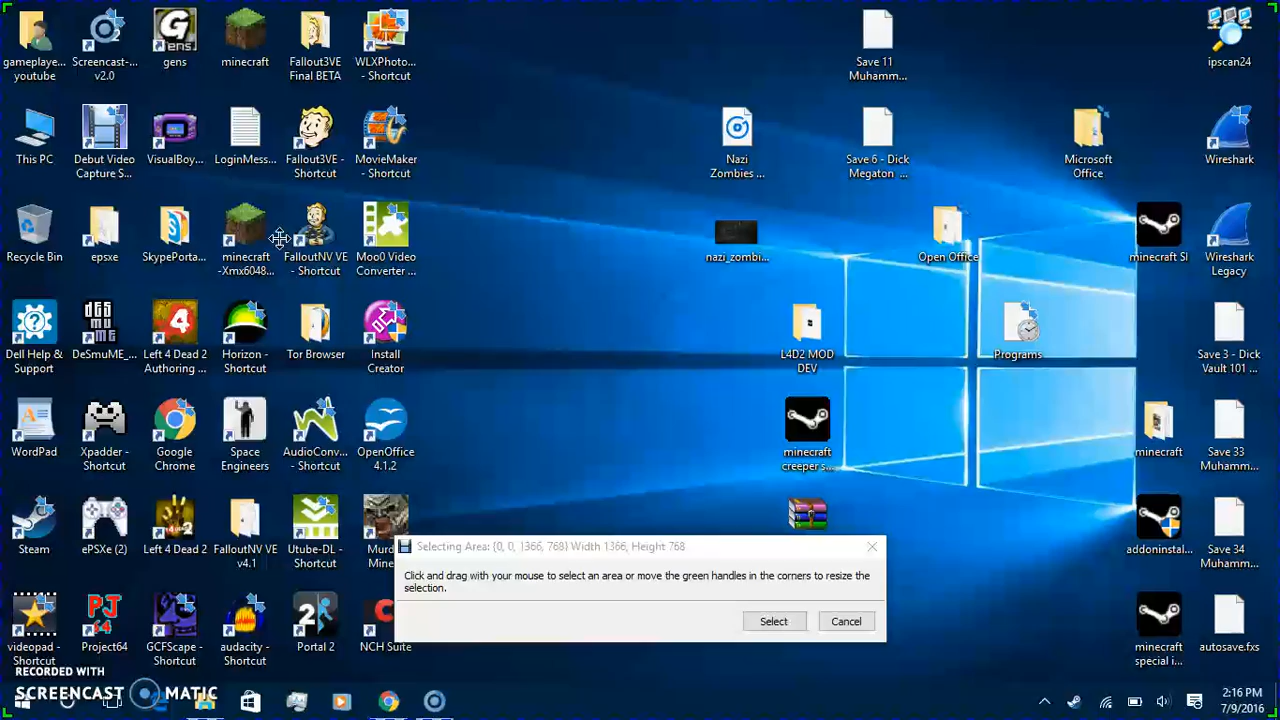 gameplaye...
youtube
Screencast-...
v2.0
gens
minecraft
Fallout3VE
Final BETA
WLXPhoto...
- Shortcut
Save 11
Muhamm...
ipscan24
This PC
Debut Video
Capture S...
VisualBoy...
LoginMess...
Fallout3VE -
Shortcut
MovieMaker
- Shortcut
Nazi
Zombies ...
Save 6 - Dick
Megaton ...
Microsoft
Office
Wireshark
Recycle Bin
epsxe
SkypePorta...
minecraft
-Xmx6048...
FalloutNV VE
- Shortcut
Moo0 Video
Converter ...
nazi_zombi...
Open Office
minecraft SI
Wireshark
Legacy
Dell Help &
Support
DeSmuME_...
Left 4 Dead 2
Authoring ...
Horizon -
Shortcut
Tor Browser
Install
Creator
L4D2 MOD
DEV
Programs
Save 3 - Dick
Vault 101 ...
WordPad
Xpadder -
Shortcut
Google
Chrome
Space
Engineers
AudioConv...
- Shortcut
OpenOffice
4.1.2
minecraft
creeper s...
minecraft
Save 33
Muhamm...
Steam
ePSXe (2)
Left 4 Dead 2
FalloutNV VE
v4.1
Utube-DL -
Shortcut
addoninstal...
Save 34
Muhamm...
Selecting Area: {0, 0, 1366, 768} Width 1366, Height 768
Click and drag with your mouse to select an area or move the green handles in the corners to resize the
selection.
Select
Cancel
videopad -
Shortcut
Project64
GCFScape -
Shortcut
audacity -
Shortcut
Portal 2
NCH Suite
minecraft
special i...
autosave.fxs
RECORDED WITH
SCREENCAST MATIC
2:16 PM
7/9/2016